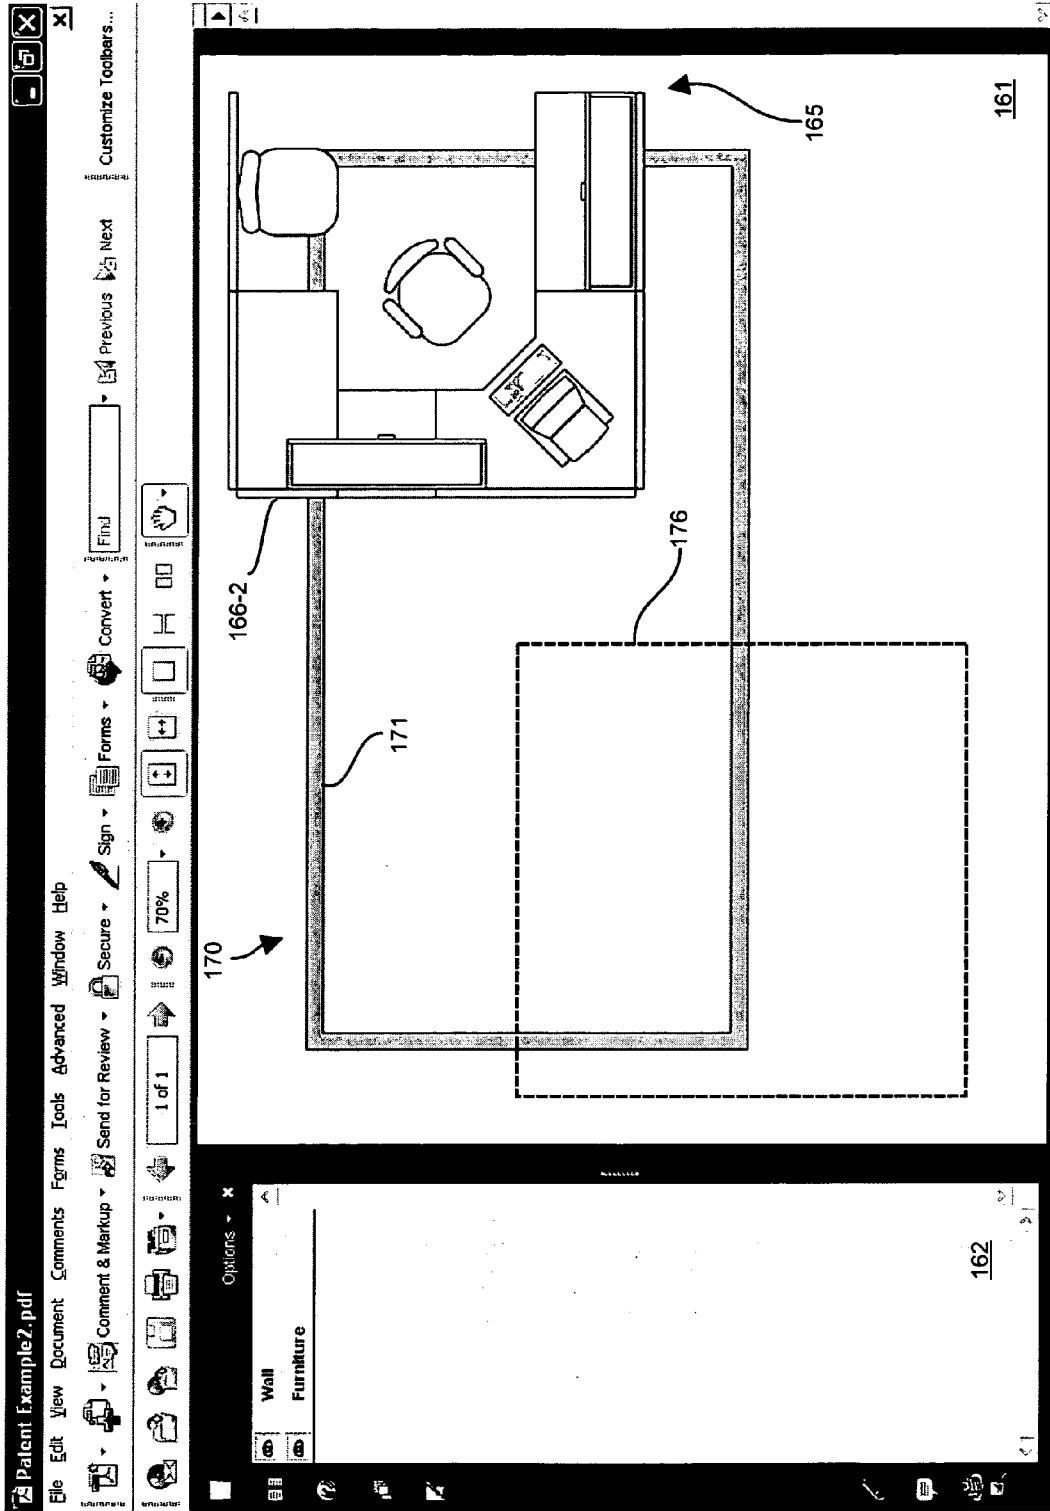 Patent Example2.pdf
File Edit View Document Comments Forms Tools Advanced Window Help
Comment & Markup Send for Review Secure Sign Forms Convert Find Previous Next Customize Toolbars...
1 of 1 70%
Options
Wall
Furniture
162
170
171
166-2
176
165
161